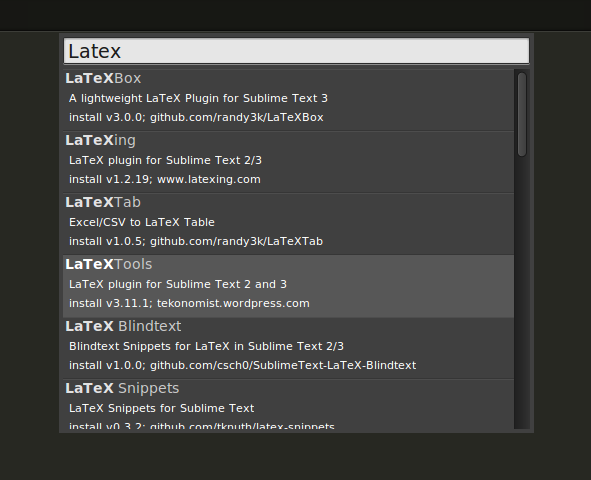 Latex
LaTeXBox
A lightweight LaTeX Plugin for Sublime Text 3
install v3.0.0; github.com/randy3k/LaTeXBox
LaTeXing
LaTeX plugin for Sublime Text 2/3
install v1.2.19; www.latexing.com
LaTeXTab
Excel/CSV to LaTeX Table
install v1.0.5; github.com/randy3k/LaTeXTab
LaTeXTools
LaTeX plugin for Sublime Text 2 and 3
install v3.11.1; tekonomist.wordpress.com
LaTeX Blindtext
Blindtext Snippets for LaTeX in Sublime Text 2/3
install v1.0.0; github.com/csch0/SublimeText-LaTeX-Blindtext
LaTeX Snippets
LaTeX Snippets for Sublime Text
install v0.3.2; github.com/tknuth/latex-snippets